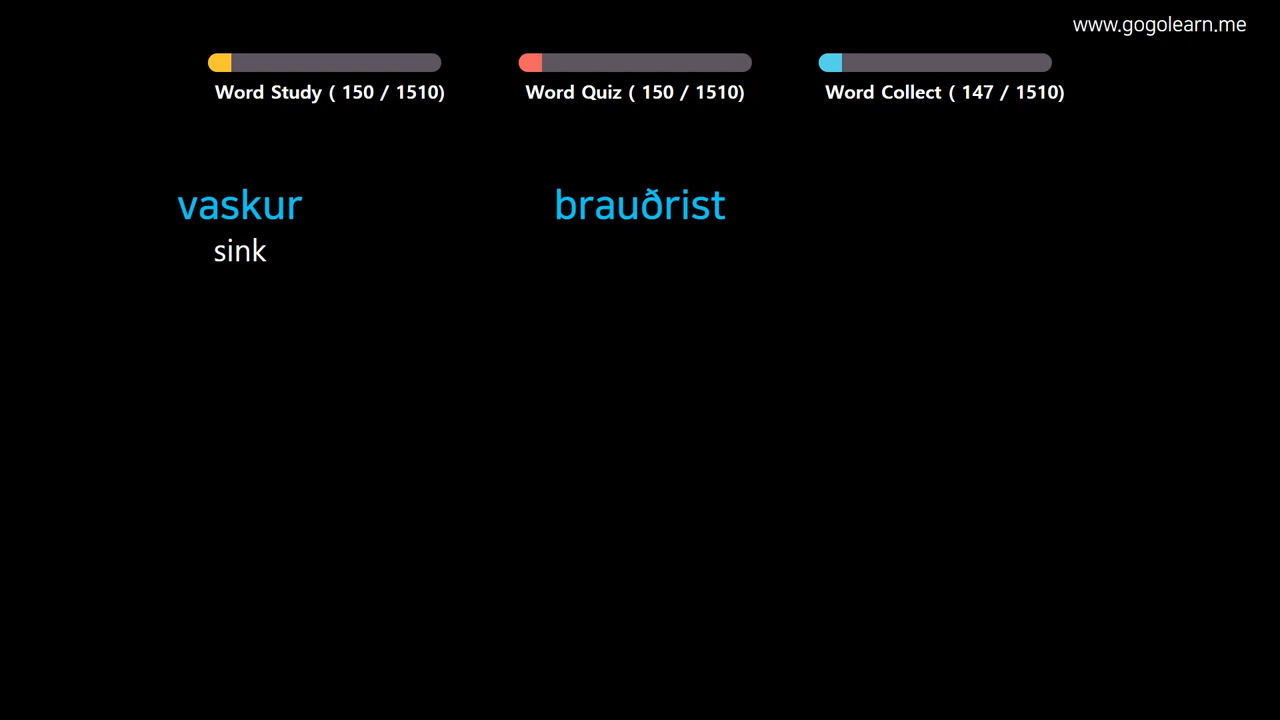 www.gogolearn.me
Word Study ( 150 / 1510)
Word Quiz ( 150 / 1510)
Word Collect ( 147 / 1510)
vaskur
brauðrist
sink